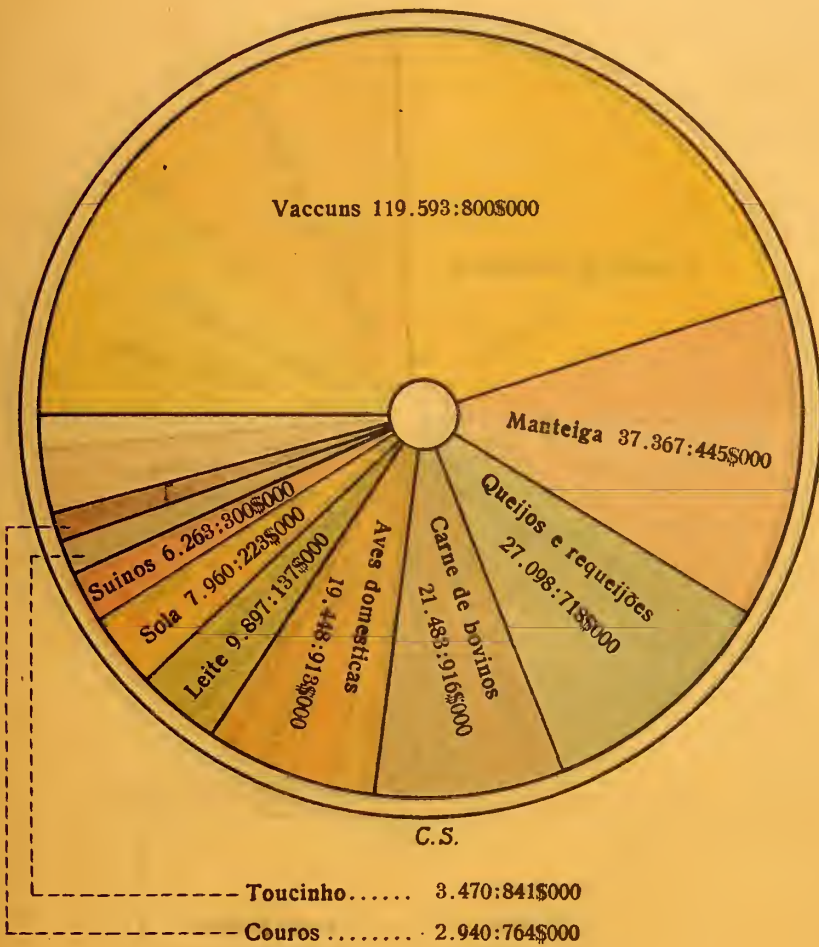 Vaccuns 119.593:800$000
Manteiga 37.367:445$000
Queijos e requeijões
27.098:718$000
Carne de bovinos
21.483:916$000
Aves domesticas
19.448:913$000
Leite 9.897:137$000
Sola 7.960:223$000
Suinos 6.263:300$000
C.S.
Toucinho...... 3.470:841$000
Couros ........ 2.940:764$000